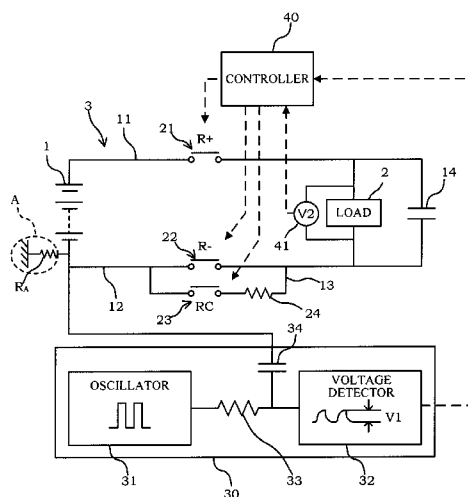 40
CONTROLLER
3
11
21
R+
1
2
14
A
V2
LOAD
41
RA
22
R-
12
13
23
RC
24
34
OSCILLATOR
VOLTAGE
DETECTOR
V1
31
33
32
30